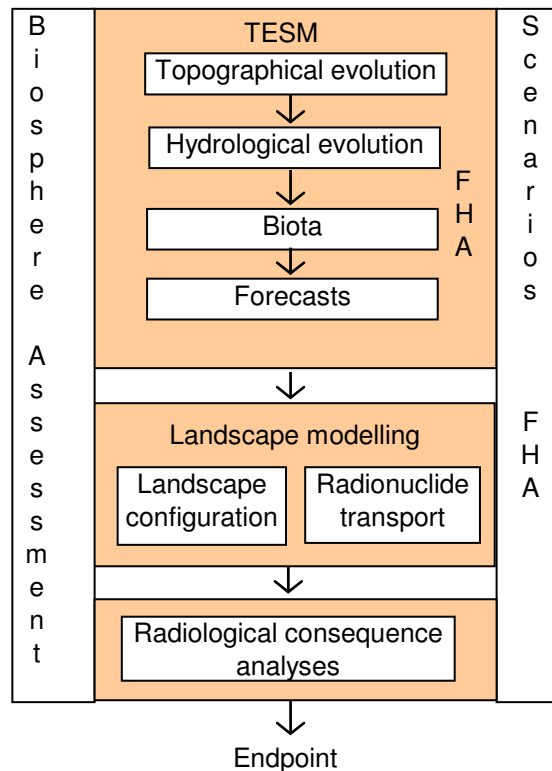 Biosphere Assessment
TESM
Topographical evolution
Hydrological evolution
Biota
Forecasts
FHA
Landscape modelling
Landscape
configuration
Radionuclide
transport
Radiological consequence
analyses
Scenarios
FHA
Endpoint